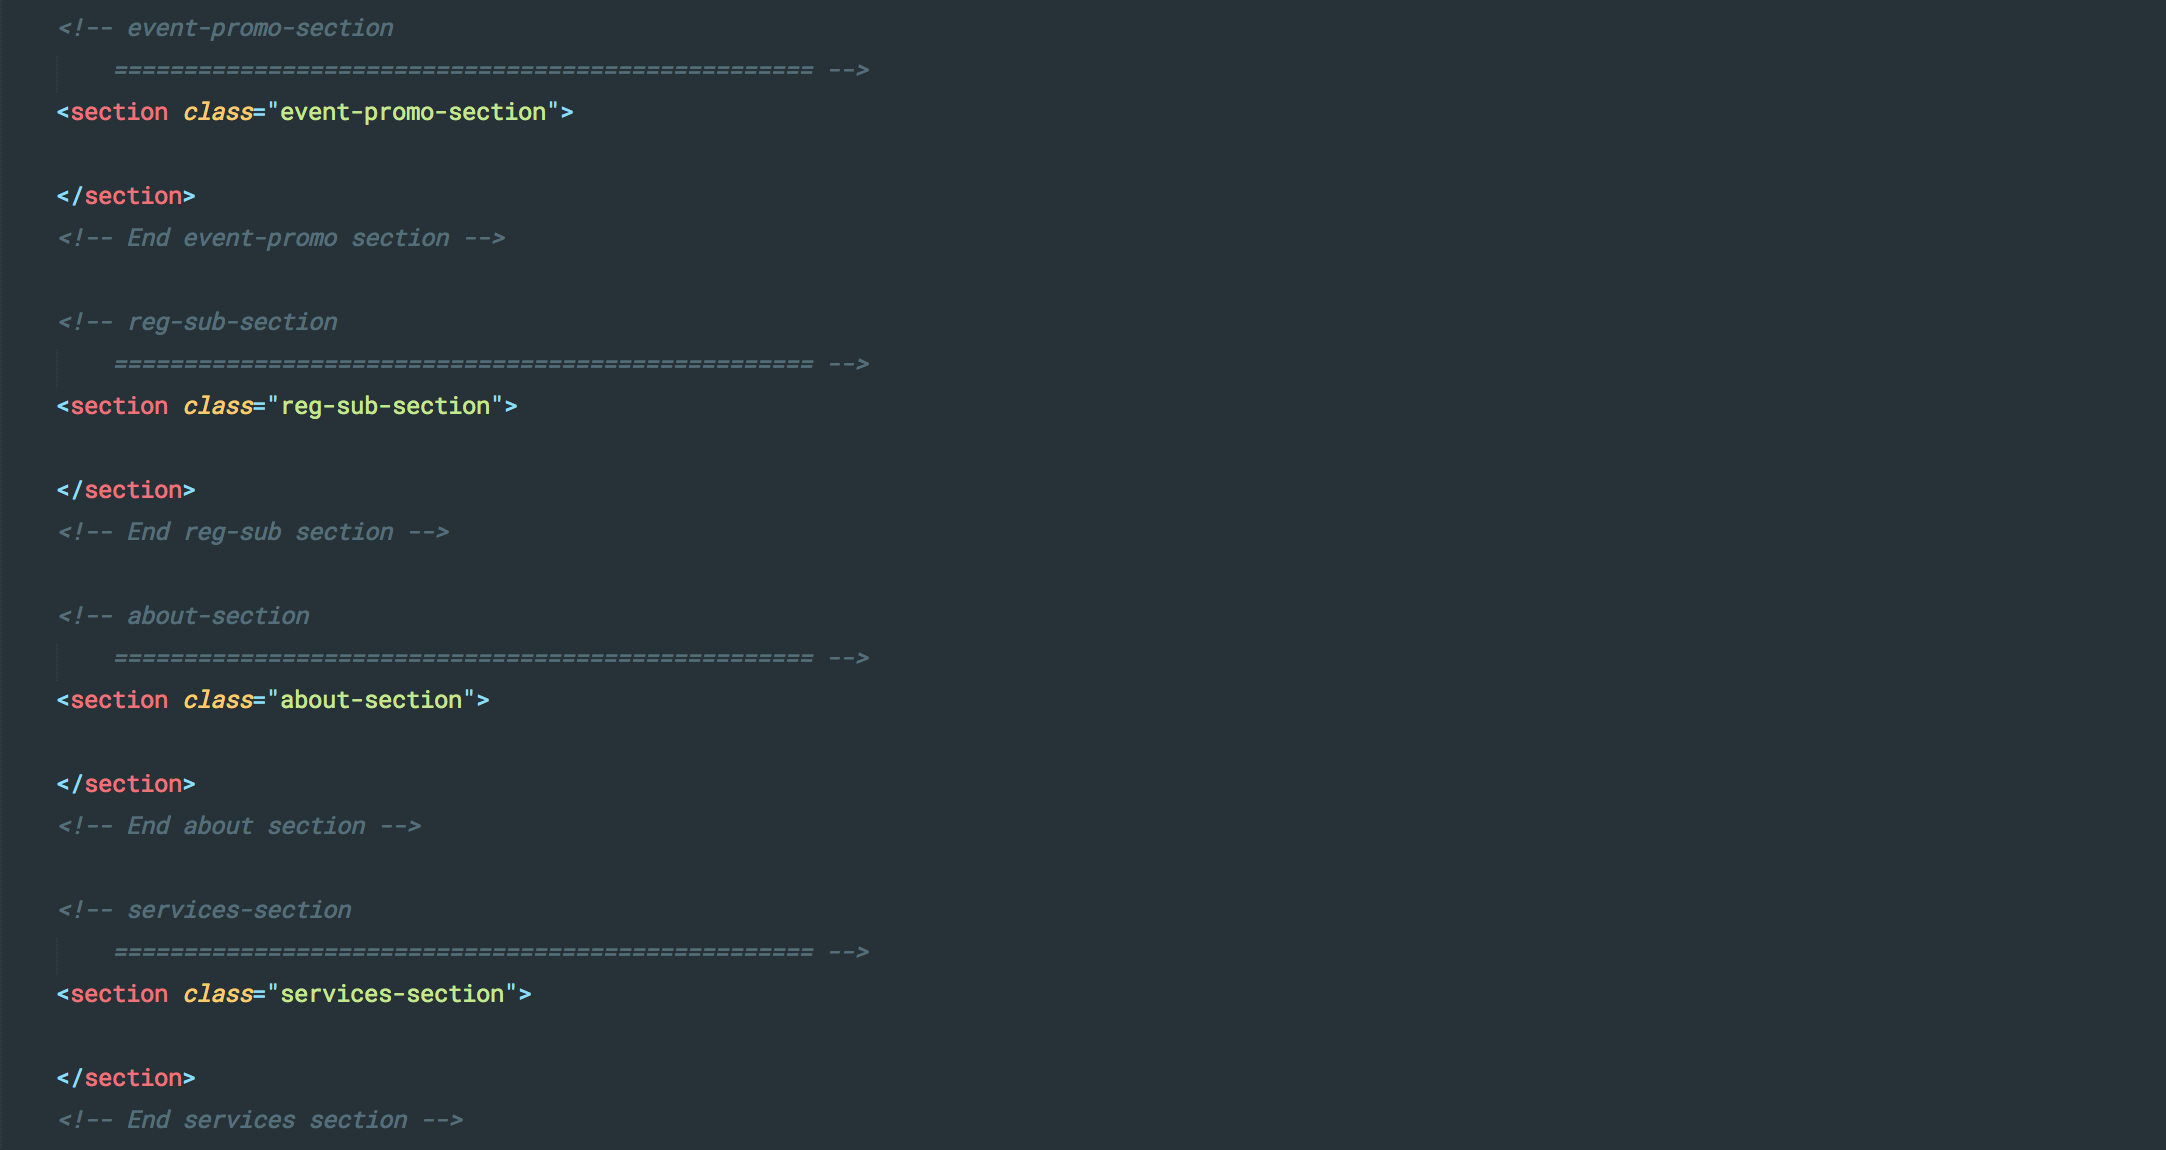 <!-- event-promo-section
================================================== -->
<section class="event-promo-section">
</section>
<!-- End event-promo section -->
<!-- reg-sub-section
================================================== -->
<section class="reg-sub-section">
</section>
<!-- End reg-sub section -->
<!-- about-section
================================================== -->
<section class="about-section">
</section>
<!-- End about section -->
<!-- services-section
================================================== -->
<section class="services-section">
</section>
<!-- End services section -->